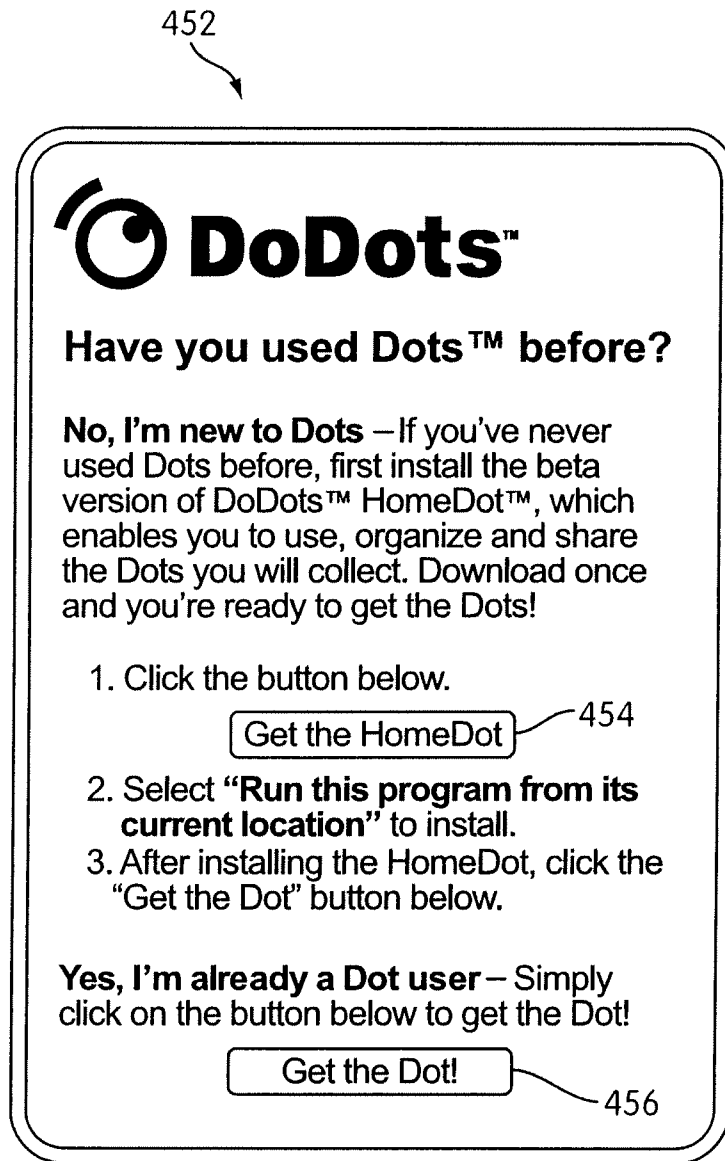 452
DoDots™
Have you used Dots™ before?
No, I'm new to Dots – If you've never
used Dots before, first install the beta
version of DoDots™ HomeDot™, which
enables you to use, organize and share
the Dots you will collect. Download once
and you're ready to get the Dots!
1. Click the button below.
Get the HomeDot 454
2. Select “Run this program from its
current location” to install.
3. After installing the HomeDot, click the
“Get the Dot” button below.
Yes, I'm already a Dot user – Simply
click on the button below to get the Dot!
Get the Dot!
456